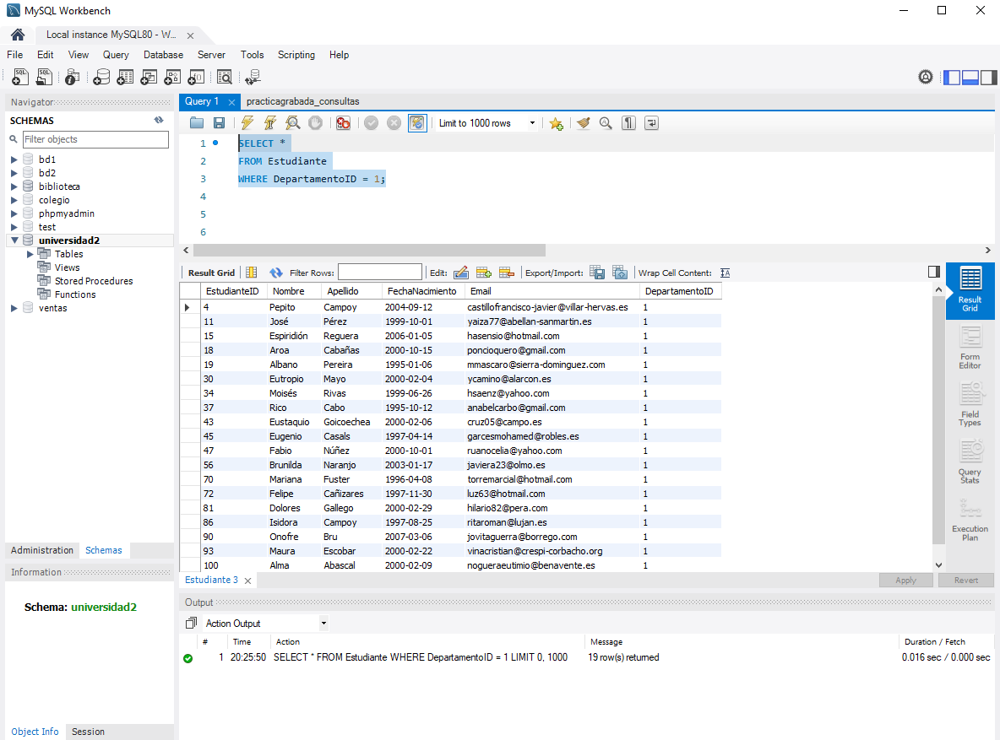 MySQL Workbench
Local instance MySQL80 - W...
File Edit View Query Database Server Tools Scripting Help
Navigator
SCHEMAS
Filter objects
bd1
bd2
biblioteca
colegio
phpmyadmin
test
universidad2
Tables
Views
Stored Procedures
Functions
ventas
Administration Schemas
Information
Schema: universidad2
Object Info Session
Query 1 practicagrabada_consultas
Limit to 1000 rows
1 SELECT *
2 FROM Estudiante
3 WHERE DepartamentoID = 1;
4
5
6
Result Grid Filter Rows: Edit: Export/Import: Wrap Cell Content:
EstudianteID Nombre Apellido FechaNacimiento Email DepartamentoID
4 Pepito Campoy 2004-09-12 castillofrancisco-javier@villar-hervas.es 1
11 José Pérez 1999-10-01 yaiza77@abellan-sanmartin.es 1
15 Espiridión Reguera 2006-01-05 hasensio@hotmail.com 1
18 Aroa Cabañas 2000-10-15 poncioquero@gmail.com 1
19 Albano Pereira 1995-01-06 mmascaro@sierra-dominguez.com 1
30 Eutropio Mayo 2000-02-04 ycamino@alarcon.es 1
34 Moisés Rivas 1999-06-26 hsaenz@yahoo.com 1
37 Rico Cabo 1995-10-12 anabelcarbo@gmail.com 1
43 Eustaquio Goicoechea 2000-02-06 cruz05@campo.es 1
45 Eugenio Casals 1997-04-14 garcesmohamed@robles.es 1
47 Fabio Núñez 2000-10-01 ruanocelia@yahoo.com 1
56 Brunilda Naranjo 2003-01-17 javiera23@olmo.es 1
70 Mariana Fuster 1996-04-08 torremarcial@hotmail.com 1
72 Felipe Cañizares 1997-11-30 luz63@hotmail.com 1
81 Dolores Gallego 2000-02-29 hilario82@pera.com 1
86 Isidora Campoy 1997-08-25 ritaroman@lujan.es 1
90 Onofre Bru 2007-03-06 jovitaguerra@borrego.com 1
93 Maura Escobar 2000-02-22 vinacristian@crespi-corbacho.org 1
100 Alma Abascal 2000-02-09 nogueraeutimio@benavente.es 1
Result
Grid
Form
Editor
Field
Types
Query
Stats
Execution
Plan
Estudiante 3 Apply Revert
Output
Action Output
# Time Action Message Duration / Fetch
1 20:25:50 SELECT * FROM Estudiante WHERE DepartamentoID = 1 LIMIT 0, 1000 19 row(s) returned 0.016 sec / 0.000 sec